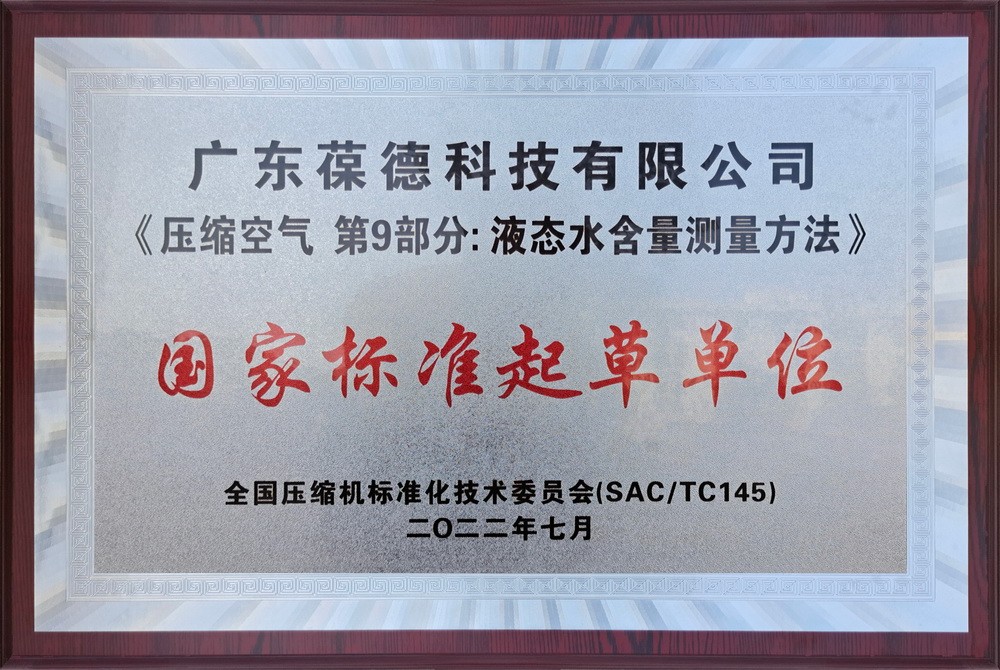 广东葆德科技有限公司
《压缩空气 第9部分:液态水含量测量方法》
国家标准起草单位
全国压缩机标准化技术委员会(SAC/TC145)
二〇二二年七月